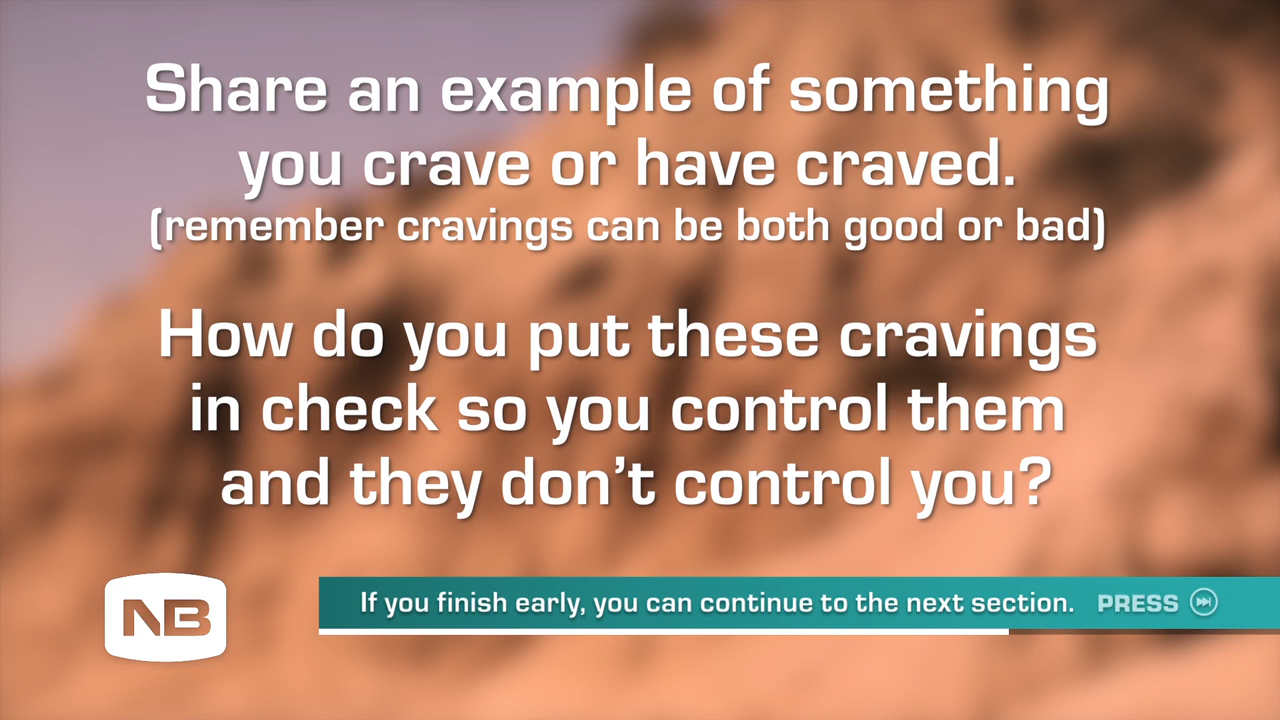 Share an example of something
you crave or have craved.
(remember cravings can be both good or bad)
How do you put these cravings
in check so you control them
and they don’t control you?
NB
If you finish early, you can continue to the next section. PRESS